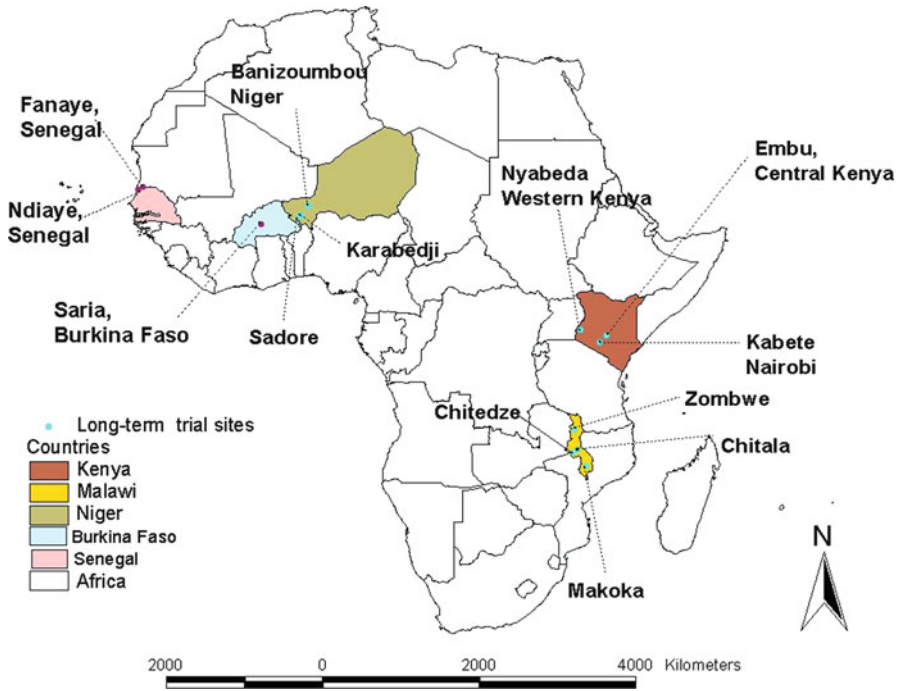 Banizoumbou
Niger
Fanaye,
Senegal
Ndiaye,
Senegal
Saria,
Burkina Faso
Sadore
Karabedji
Nyabeda
Western Kenya
Embu,
Central Kenya
Kabete
Nairobi
Zombwe
Chitedze
Chitala
Makoka
Long-term trial sites
Countries
Kenya
Malawi
Niger
Burkina Faso
Senegal
Africa
N
2000 0 2000 4000 Kilometers